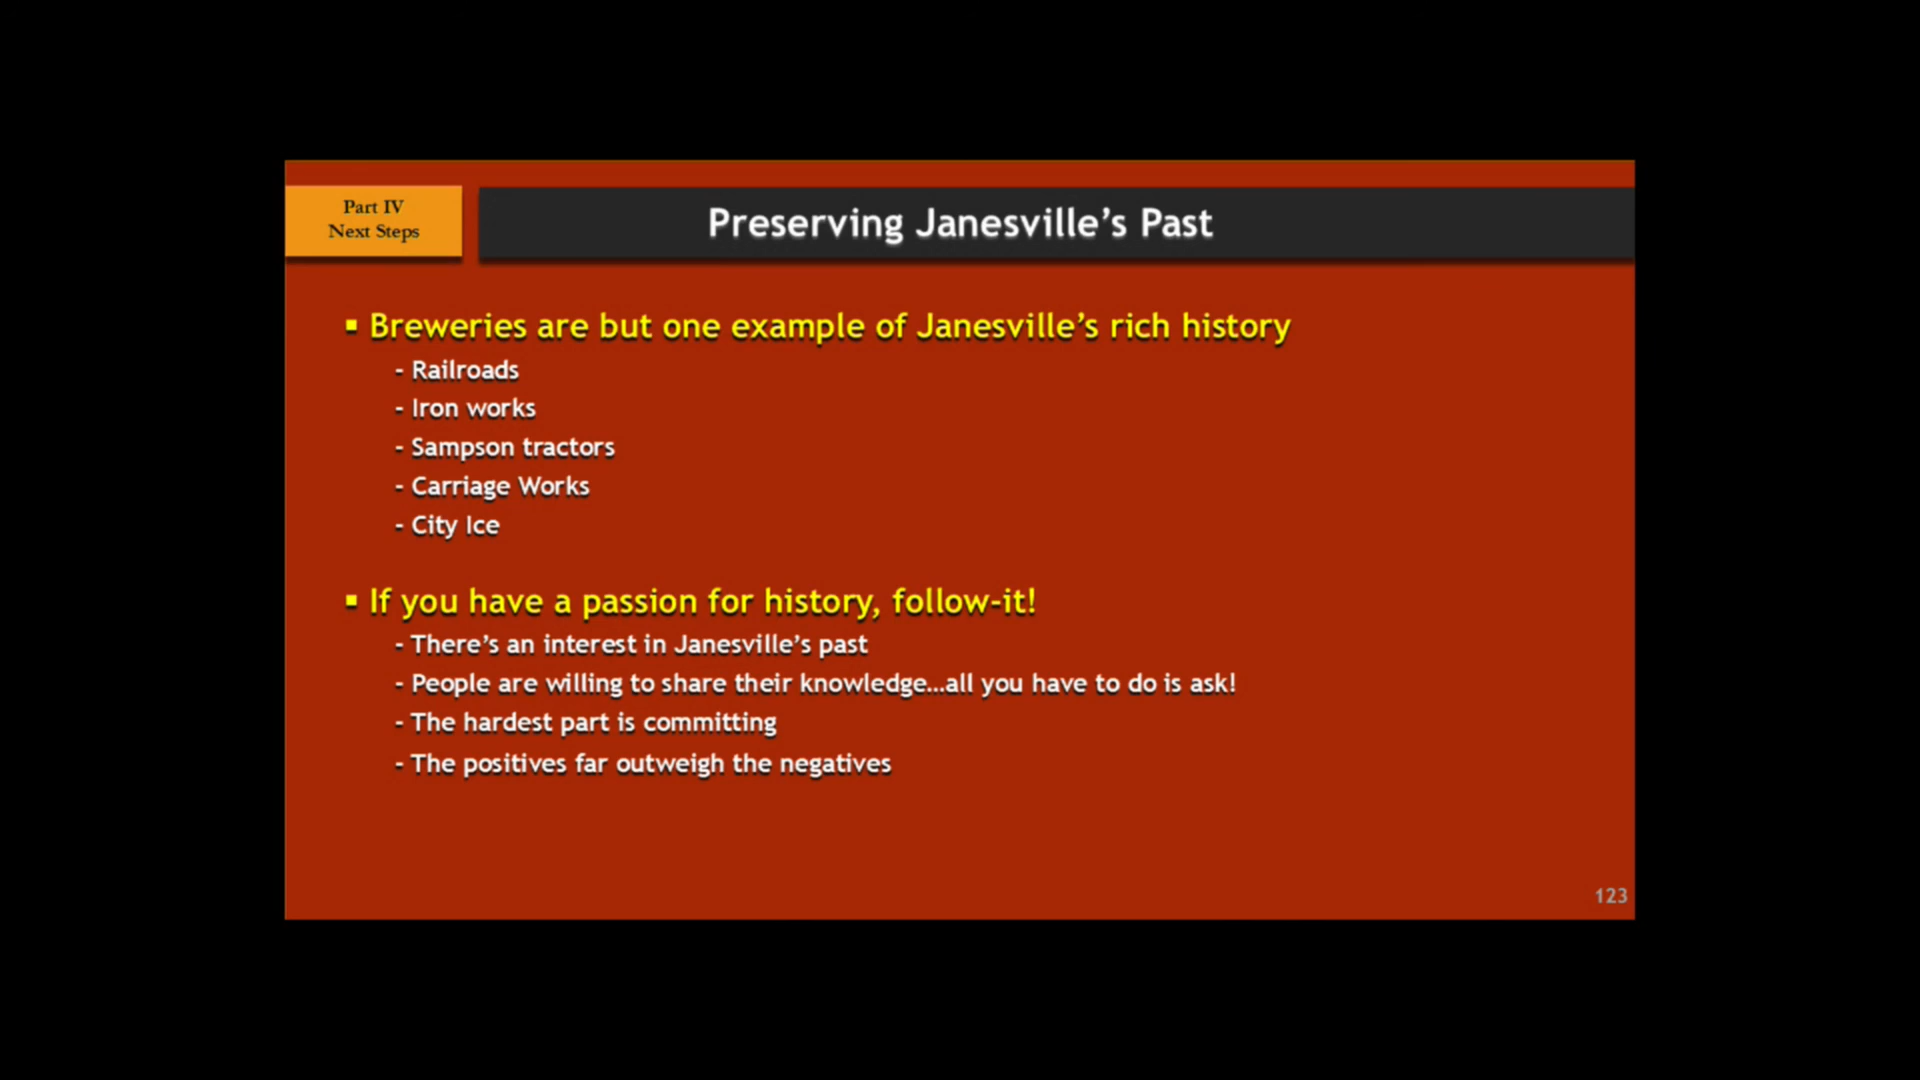 Part IV
Next Steps
Preserving Janesville’s Past
▪ Breweries are but one example of Janesville’s rich history
- Railroads
- Iron works
- Sampson tractors
- Carriage Works
- City Ice
▪ If you have a passion for history, follow-it!
- There’s an interest in Janesville’s past
- People are willing to share their knowledge…all you have to do is ask!
- The hardest part is committing
- The positives far outweigh the negatives
123